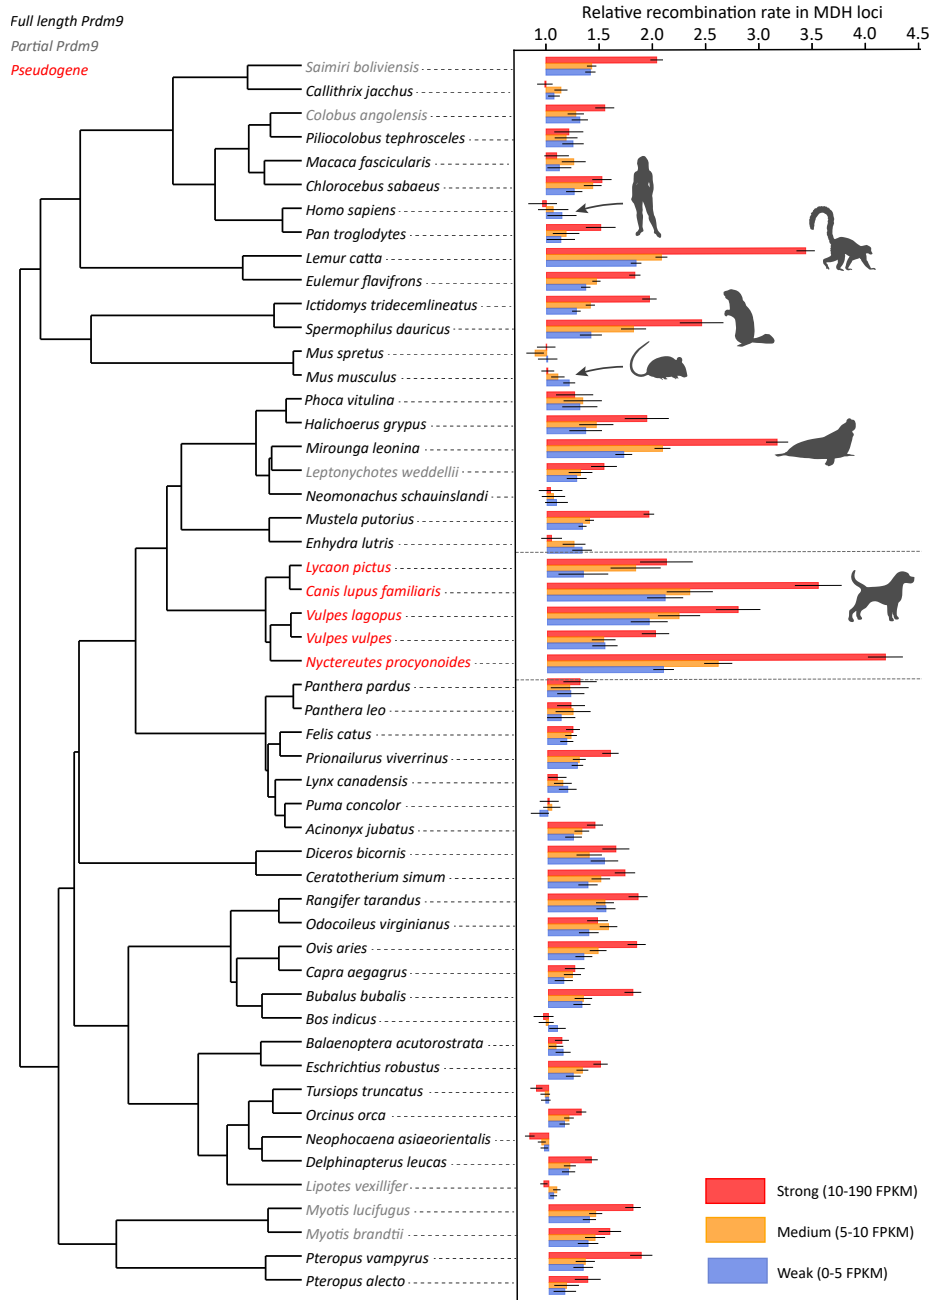 Full length Prdm9
Partial Prdm9
Pseudogene
Relative recombination rate in MDH loci
1.0 1.5 2.0 2.5 3.0 3.5 4.0 4.5
Saimiri boliviensis
Callithrix jacchus
Colobus angolensis
Piliocolobus tephrosceles
Macaca fascicularis
Chlorocebus sabaeus
Homo sapiens
Pan troglodytes
Lemur catta
Eulemur flavifrons
Ictidomys tridecemlineatus
Spermophilus dauricus
Mus spretus
Mus musculus
Phoca vitulina
Halichoerus grypus
Mirounga leonina
Leptonychotes weddellii
Neomonachus schauinslandi
Mustela putorius
Enhydra lutris
Lycaon pictus
Canis lupus familiaris
Vulpes lagopus
Vulpes vulpes
Nyctereutes procyonoides
Panthera pardus
Panthera leo
Felis catus
Prionailurus viverrinus
Lynx canadensis
Puma concolor
Acinonyx jubatus
Diceros bicornis
Ceratotherium simum
Rangifer tarandus
Odocoileus virginianus
Ovis aries
Capra aegagrus
Bubalus bubalis
Bos indicus
Balaenoptera acutorostrata
Eschrichtius robustus
Tursiops truncatus
Orcinus orca
Neophocaena asiaeorientalis
Delphinapterus leucas
Lipotes vexillifer
Myotis lucifugus
Myotis brandtii
Pteropus vampyrus
Pteropus alecto
Strong (10-190 FPKM)
Medium (5-10 FPKM)
Weak (0-5 FPKM)